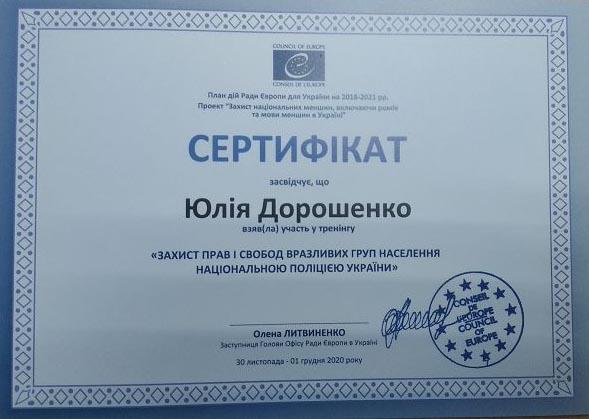 COUNCIL OF EUROPE
CONSEIL DE L'EUROPE
План дій Ради Європи для України на 2018-2021 рр.
Проект "Захист національних меншин, включаючи ромів
та мови меншин в Україні"
СЕРТИФІКАТ
засвідчує, що
Юлія Дорошенко
взяв(ла) участь у тренінгу
«ЗАХИСТ ПРАВ І СВОБОД ВРАЗЛИВИХ ГРУП НАСЕЛЕННЯ
НАЦІОНАЛЬНОЮ ПОЛІЦІЄЮ УКРАЇНИ»
Олена ЛИТВИНЕНКО
Заступниця Голови Офісу Ради Європи в Україні
30 листопада - 01 грудня 2020 року
CONSEIL
DE
L'EUROPE
COUNCIL
OF
EUROPE